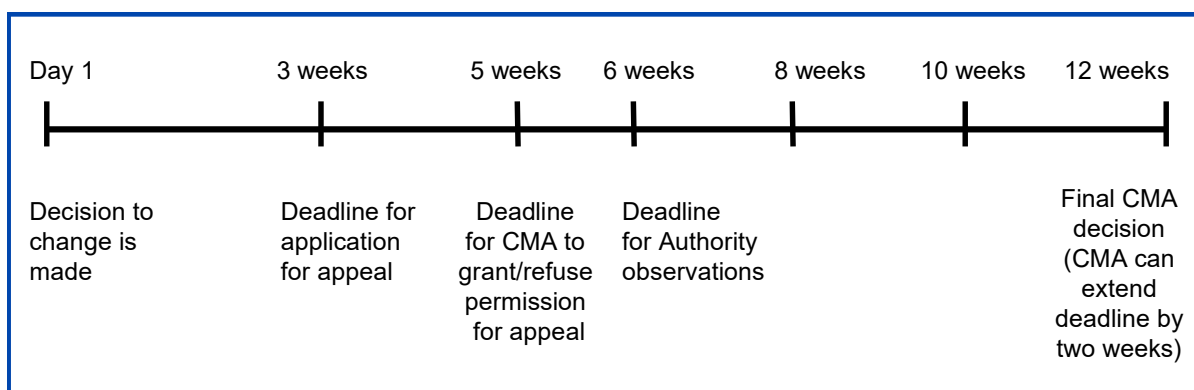 Day 1
3 weeks
5 weeks
6 weeks
8 weeks
10 weeks
12 weeks
Decision to
change is
made
Deadline for
application
for appeal
Deadline
for CMA to
grant/refuse
permission
for appeal
Deadline
for Authority
observations
Final CMA
decision
(CMA can
extend
deadline by
two weeks)